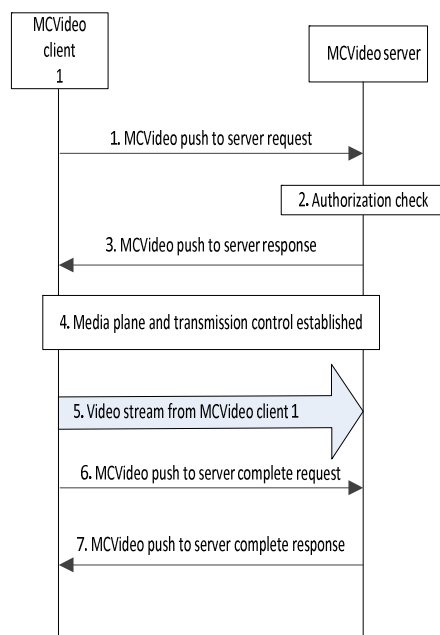 MCVideo
client
1
MCVideo server
1. MCVideo push to server request
2. Authorization check
3. MCVideo push to server response
4. Media plane and transmission control established
5. Video stream from MCVideo client 1
6. MCVideo push to server complete request
7. MCVideo push to server complete response